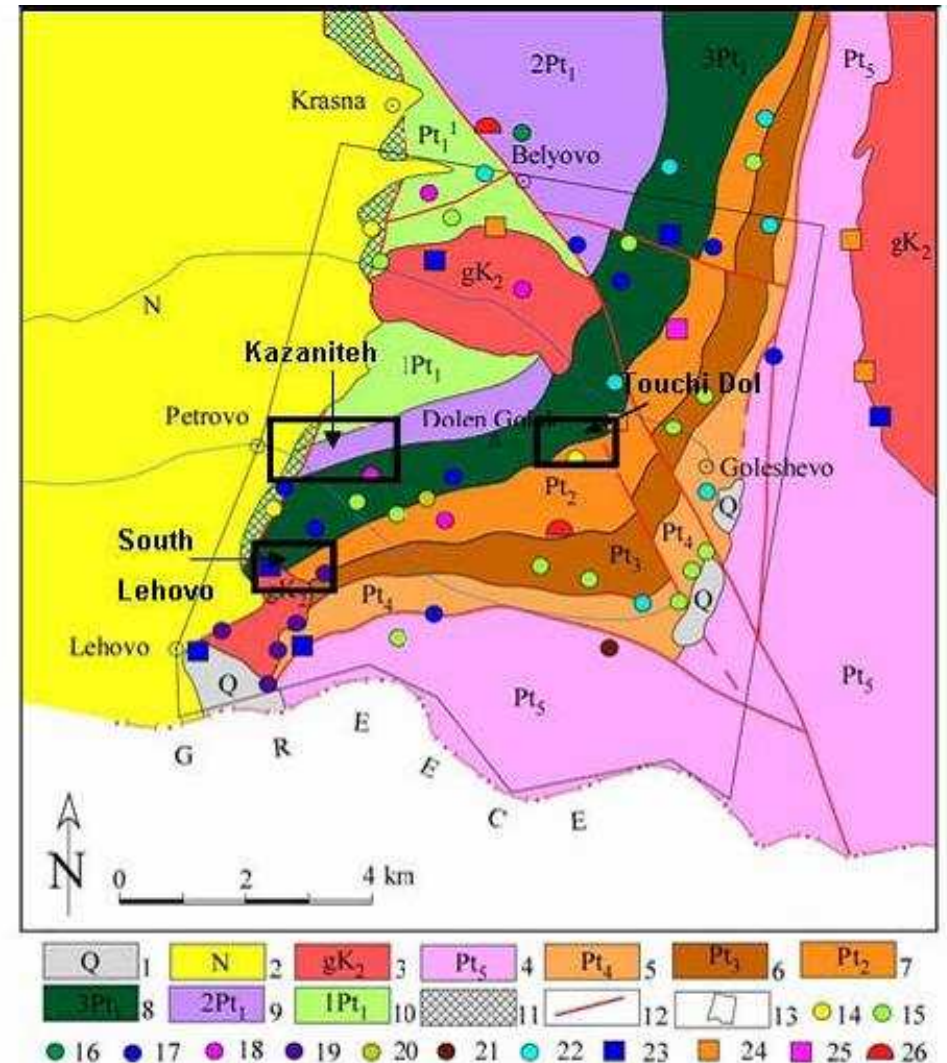 2Pt1
3Pt1
Pt5
Krasna
Pt1 1
Belyovo
gK2
gK2
N
Kazaniteh
1Pt1
Touchi Dol
Petrovo
Dolen
Goleshevo
Pt2
Q
South
Lehovo
Pt3
Pt4
Pt4
Q
Lehovo
Q
Pt5
Pt5
G R E E C E
N
0 2 4 km
Q 1 N 2 gK2 3 Pt5 4 Pt4 5 Pt3 6 Pt2 7
3Pt1 8 2Pt1 9 1Pt1 10 11 12 13 14 15
16 17 18 19 20 21 22 23 24 25 26